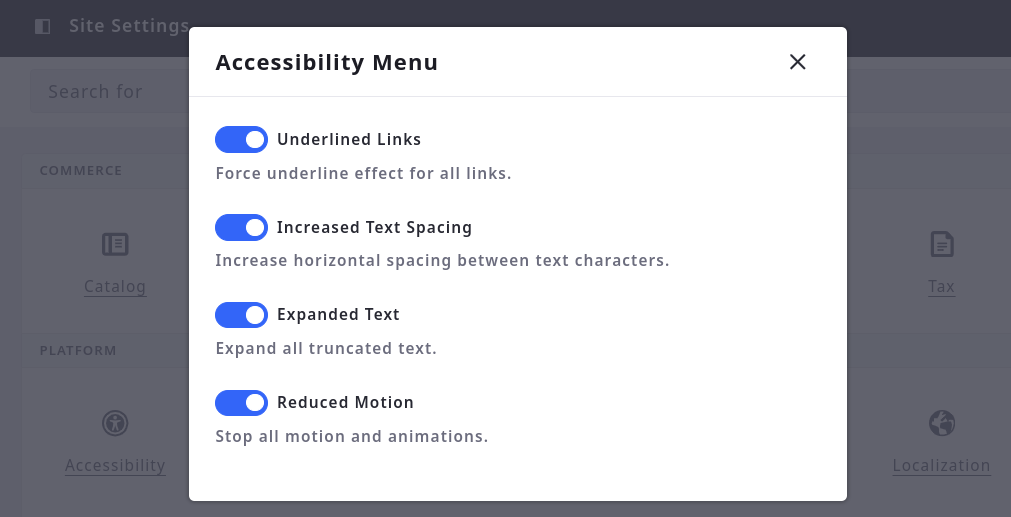 Site Settings
Accessibility Menu
Search for
Underlined Links
Force underline effect for all links.
COMMERCE
Increased Text Spacing
Increase horizontal spacing between text characters.
Catalog
Tax
Expanded Text
Expand all truncated text.
PLATFORM
Reduced Motion
Stop all motion and animations.
Accessibility
Localization